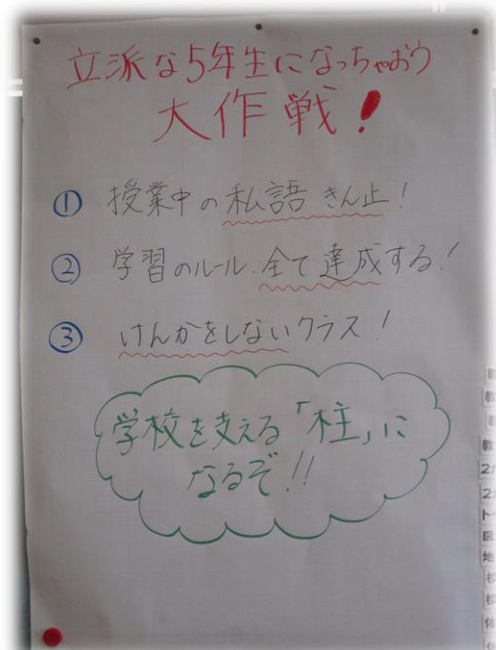 立派な5年生になっちゃおう
大作戦!
① 授業中の私語きん止!
② 学習のルール.全て達成する!
③ けんかをしないクラス!
学校を支える「柱」に
なるぞ!!